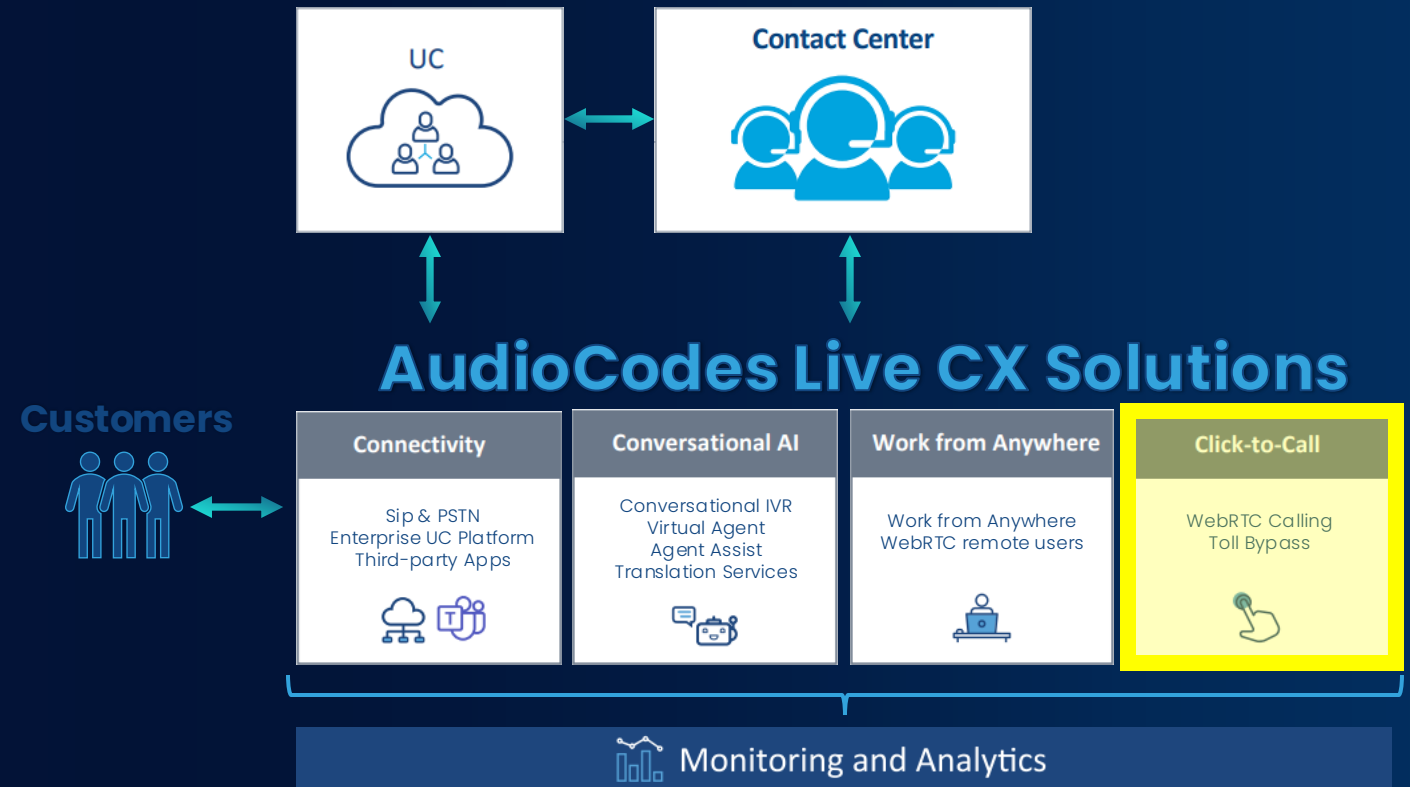 UC
Contact Center
AudioCodes Live CX Solutions
Customers
Connectivity
Sip & PSTN
Enterprise UC Platform
Third-party Apps
T
Conversational AI
Conversational IVR
Virtual Agent
Agent Assist
Translation Services
Work from Anywhere
Work from Anywhere
WebRTC remote users
Click-to-Call
WebRTC Calling
Toll Bypass
Monitoring and Analytics